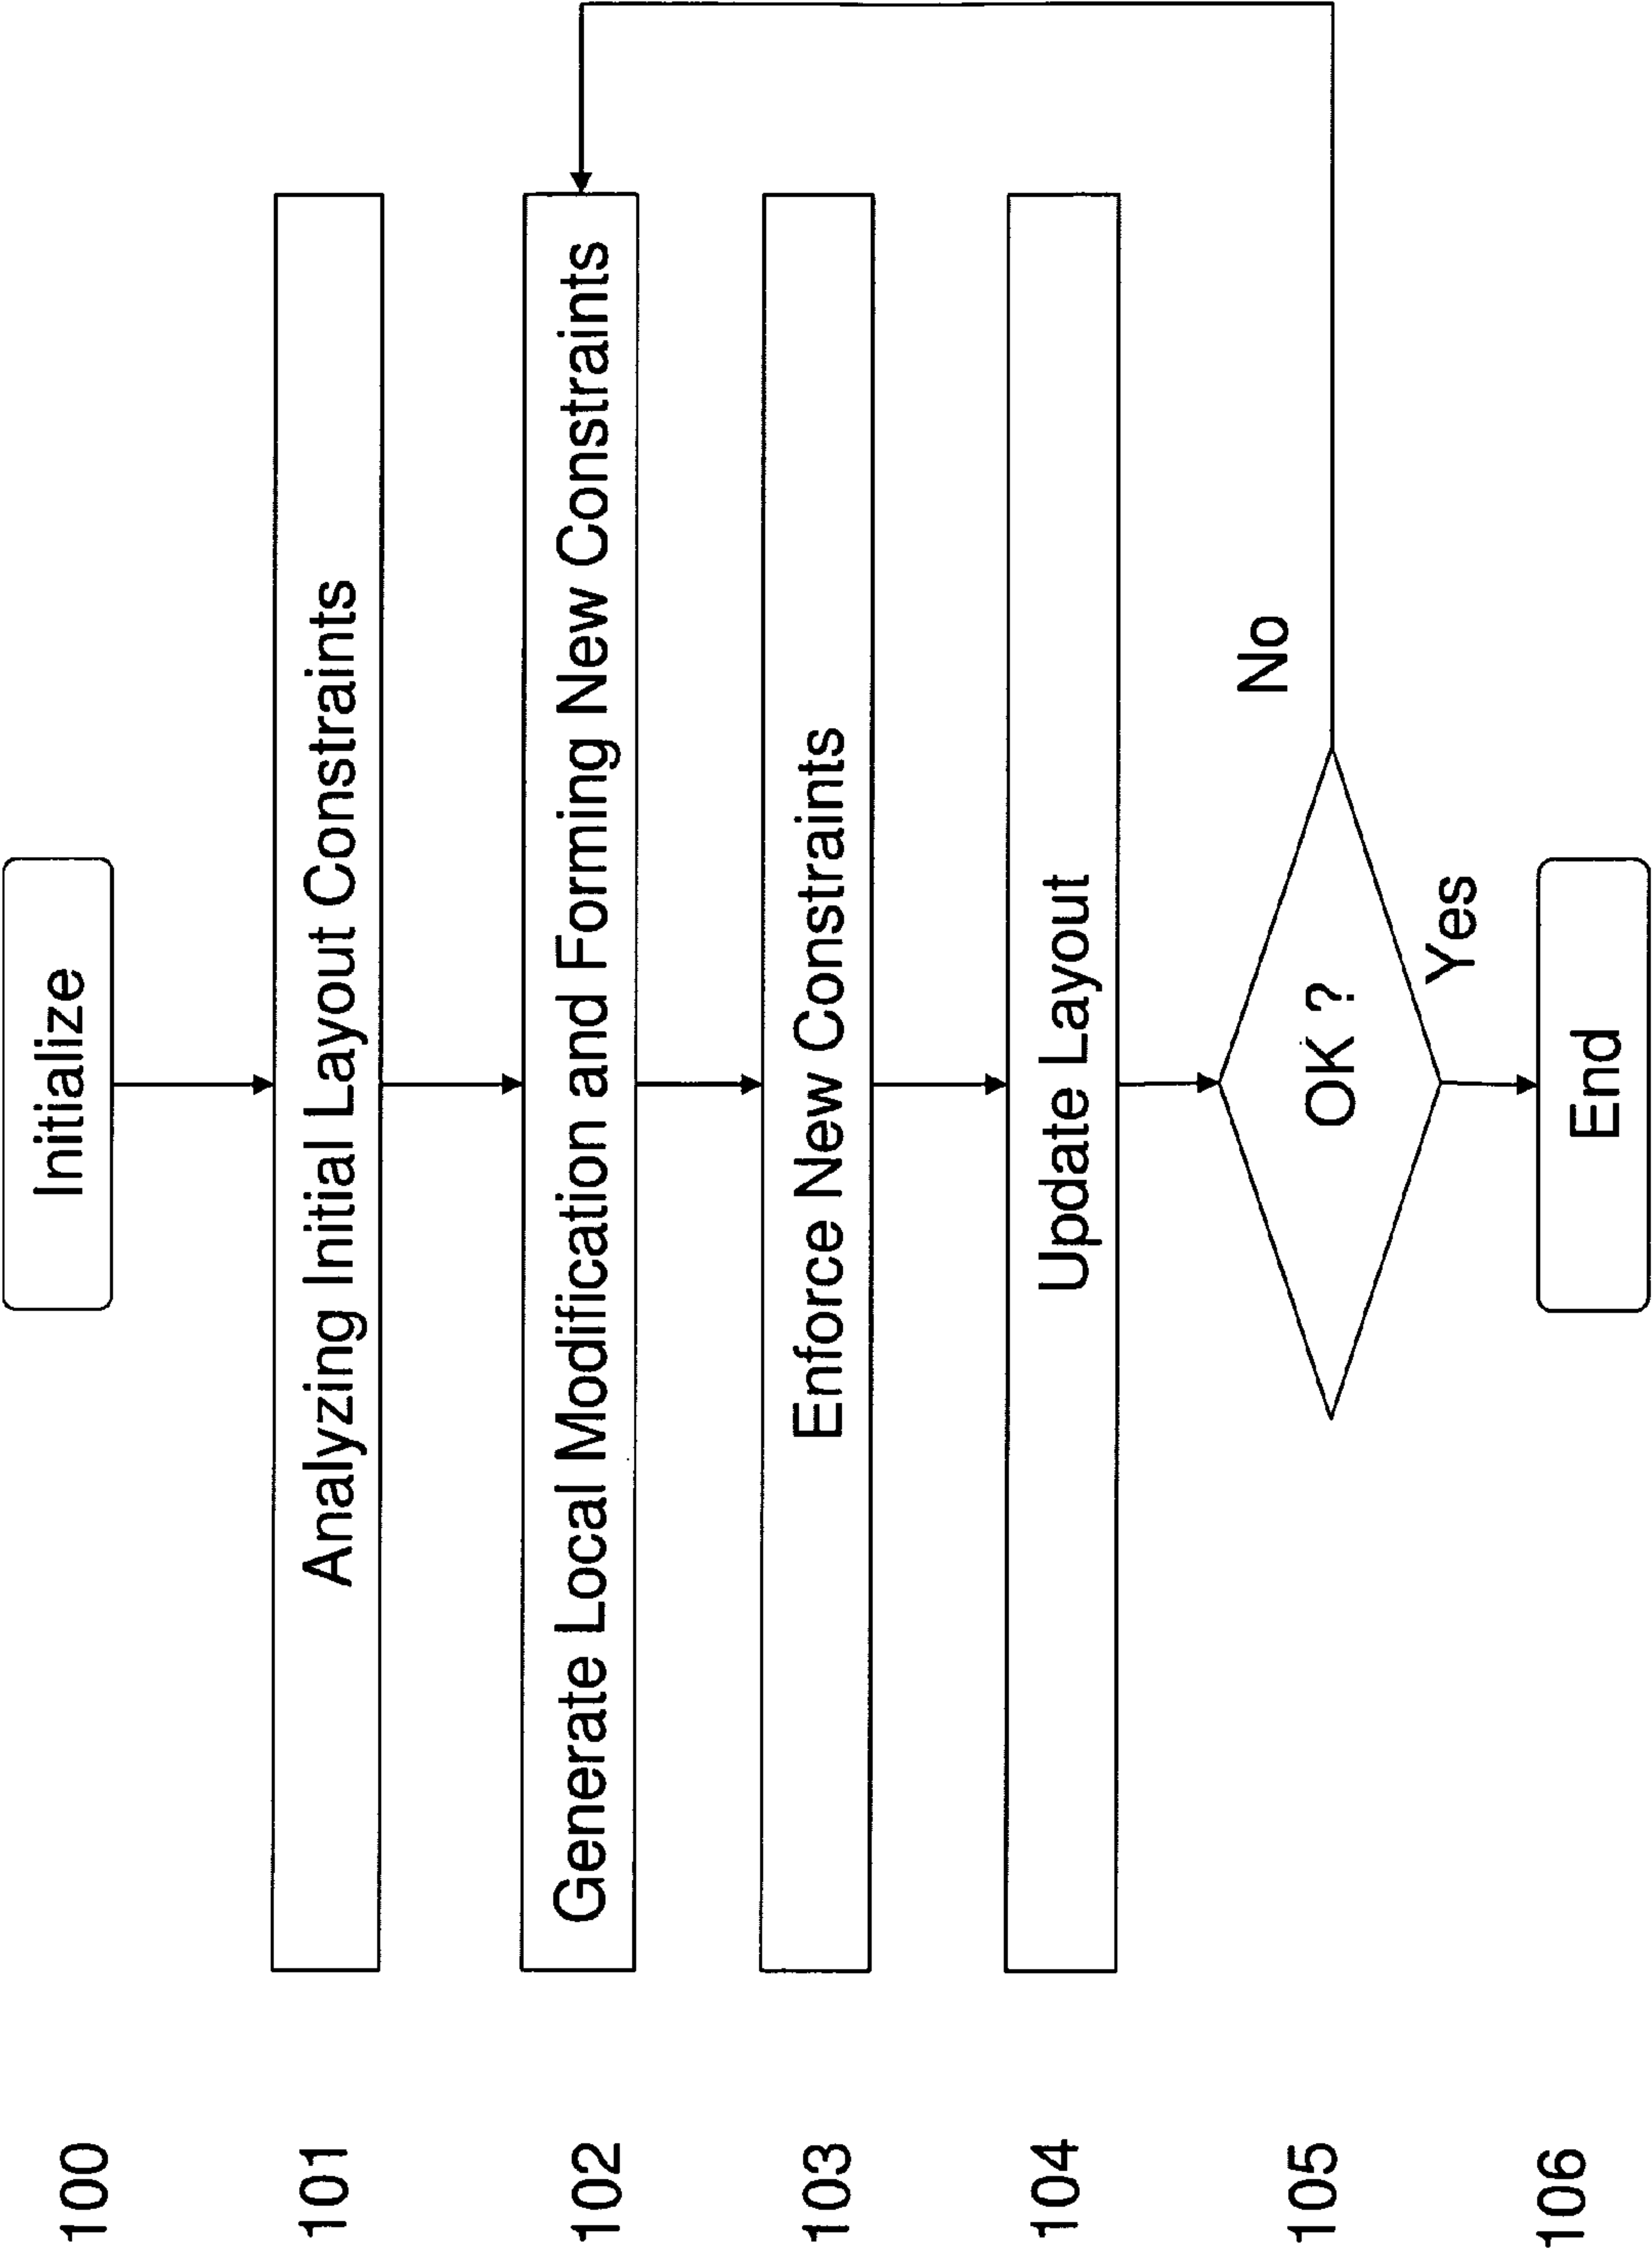 100
Initialize
101
Analyzing Initial Layout Constraints
102
Generate Local Modification and Forming New Constraints
103
Enforce New Constraints
104
Update Layout
105
OK ?
No
Yes
106
End